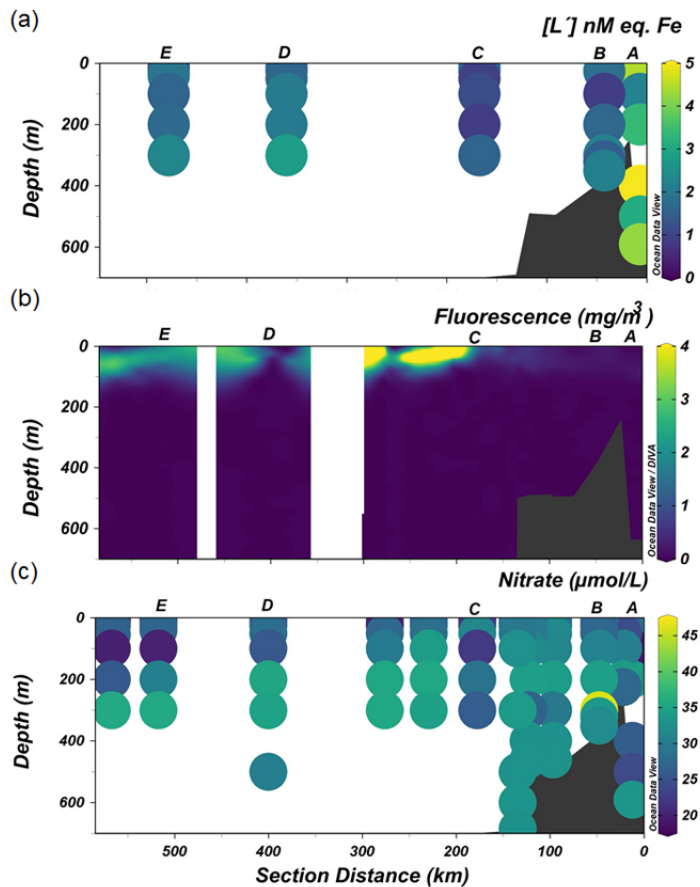 (a)
[L´] nM eq. Fe
E D C B A
0
200
400
600
Depth (m)
5
4
3
2
1
0
Ocean Data View
(b)
Fluorescence (mg/m3)
E D C B A
0
200
400
600
Depth (m)
4
3
2
1
0
Ocean Data View / DIVA
(c)
Nitrate (µmol/L)
E D C B A
0
200
400
600
Depth (m)
45
40
35
30
25
20
Ocean Data View
500 400 300 200 100 0
Section Distance (km)